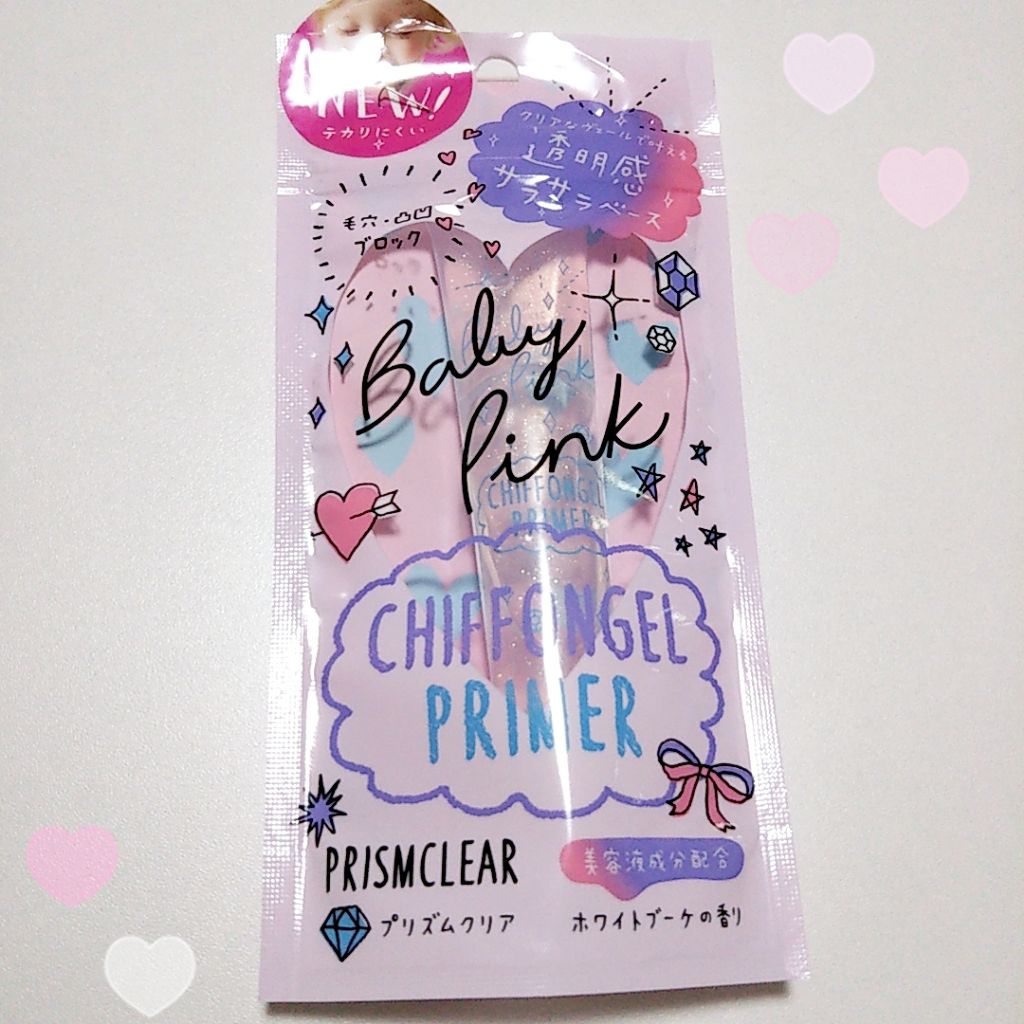 NEW!
テカりにくい
クリアなヴェールで叶える
透明感
サラサラベース
毛穴・凸凹
ブロック
Baby
Pink
CHIFFONGEL
PRIMER
CHIFFONGEL
PRIMER
PRISMCLEAR
プリズムクリア
美容液成分配合
ホワイトブーケの香り